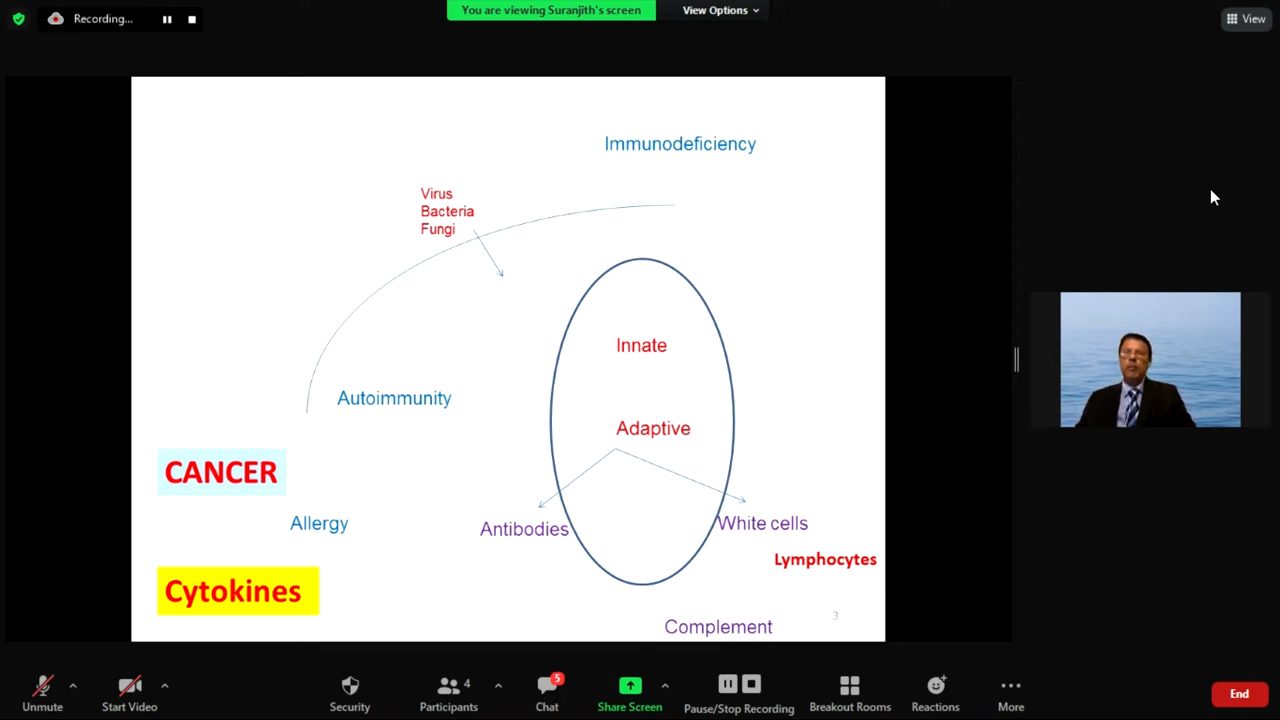 Recording...
You are viewing Suranjith's screen
View Options
View
Immunodeficiency
Virus
Bacteria
Fungi
Innate
Autoimmunity
Adaptive
CANCER
Allergy
Antibodies
White cells
Lymphocytes
Cytokines
3
Complement
Unmute
Start Video
Security
4
Participants
5
Chat
Share Screen
Pause/Stop Recording
Breakout Rooms
Reactions
More
End